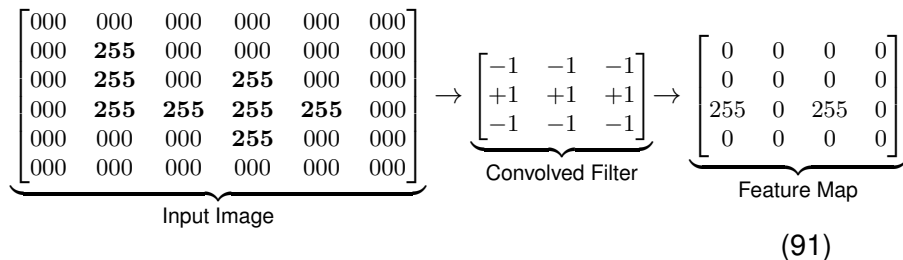 000 000 000 000 000 000
000 255 000 000 000 000
000 255 000 255 000 000 −1 −1 −1 0 0 0 0
000 255 255 255 255 000 → +1 +1 +1 → 0 0 0 0
000 000 000 255 000 000 −1 −1 −1 255 0 255 0
000 000 000 000 000 000 0 0 0 0
Convolved Filter
Input Image
Feature Map
(91)